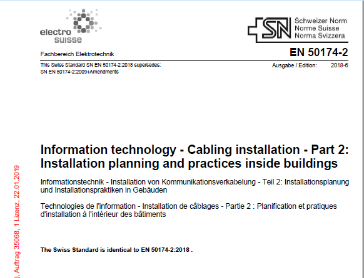 electro
suisse
SN
Schweizer Norm
Norme Suisse
Norma Svizzera
Fachbereich Elektrotechnik
EN 50174-2
This Swiss Standard SN EN 50174-2:2018 supersedes:
SN EN 50174-2:2009+Amendments
Ausgabe / Edition: 2018-6
Information technology - Cabling installation - Part 2:
Installation planning and practices inside buildings
Informationstechnik - Installation von Kommunikationsverkabelung - Teil 2: Installationsplanung
und Installationspraktiken in Gebäuden
Technologies de l'information - Installation de câblages - Partie 2 : Planification et pratiques
d'installation à l'intérieur des bâtiments
The Swiss Standard is identical to EN 50174-2:2018 .
), Auftrag 35098, 1 Lizenz, 22.01.2019